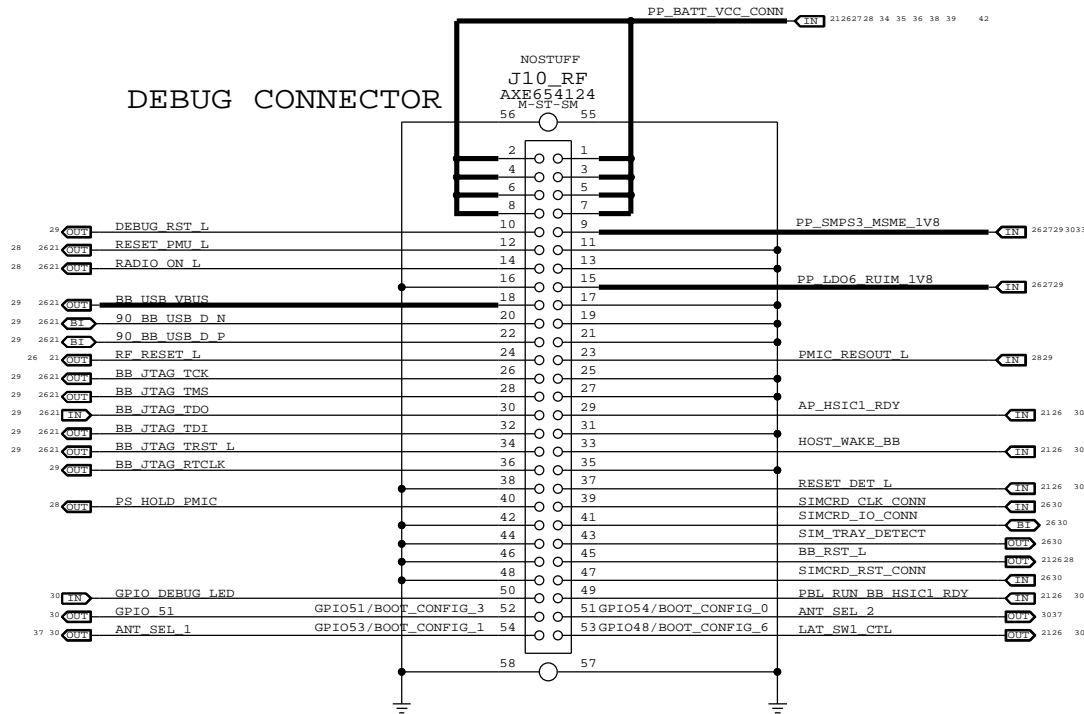 PP_BATT_VCC_CONN IN 21262728 34 35 36 38 39 42
NOSTUFF
J10_RF
DEBUG CONNECTOR AXE654124
M-ST-SM
56 55
2 1
4 3
6 5
8 7
29 OUT DEBUG_RST_L 10 9 PP_SMPS3_MSME_1V8 IN 2627293033
28 2621 OUT RESET_PMU_L 12 11
28 2621 OUT RADIO_ON_L 14 13
16 15 PP_LDO6_RUIM_1V8 IN 262729
29 2621 OUT BB_USB_VBUS 18 17
29 2621 BI 90_BB_USB_D_N 20 19
29 2621 BI 90_BB_USB_D_P 22 21
26 21 OUT RF_RESET_L 24 23 PMIC_RESOUT_L IN 2829
29 2621 OUT BB_JTAG_TCK 26 25
29 2621 OUT BB_JTAG_TMS 28 27
29 2621 IN BB_JTAG_TDO 30 29 AP_HSIC1_RDY IN 2126 30
29 2621 OUT BB_JTAG_TDI 32 31
29 2621 OUT BB_JTAG_TRST_L 34 33 HOST_WAKE_BB IN 2126 30
29 OUT BB_JTAG_RTCLK 36 35
38 37 RESET_DET_L IN 2126 30
28 OUT PS_HOLD_PMIC 40 39 SIMCRD_CLK_CONN IN 2630
42 41 SIMCRD_IO_CONN BI 2630
44 43 SIM_TRAY_DETECT OUT 2630
46 45 BB_RST_L OUT 212628
48 47 SIMCRD_RST_CONN IN 2630
30 IN GPIO_DEBUG_LED 50 49 PBL_RUN_BB_HSIC1_RDY IN 2126 30
30 OUT GPIO_51 GPIO51/BOOT_CONFIG_3 52 51 GPIO54/BOOT_CONFIG_0 ANT_SEL_2 OUT 3037
37 30 OUT ANT_SEL_1 GPIO53/BOOT_CONFIG_1 54 53 GPIO48/BOOT_CONFIG_6 LAT_SW1_CTL OUT 2126 30
58 57